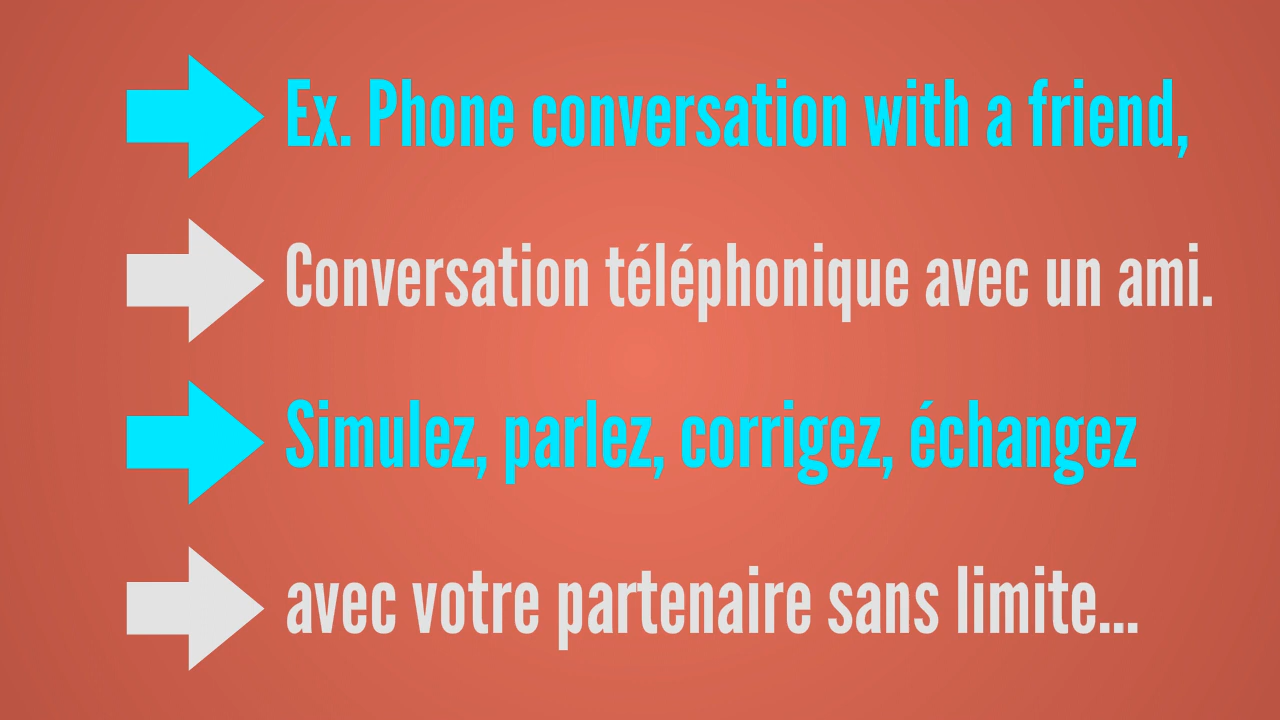 Ex. Phone conversation with a friend,
Conversation téléphonique avec un ami.
Simulez, parlez, corrigez, échangez
avec votre partenaire sans limite...